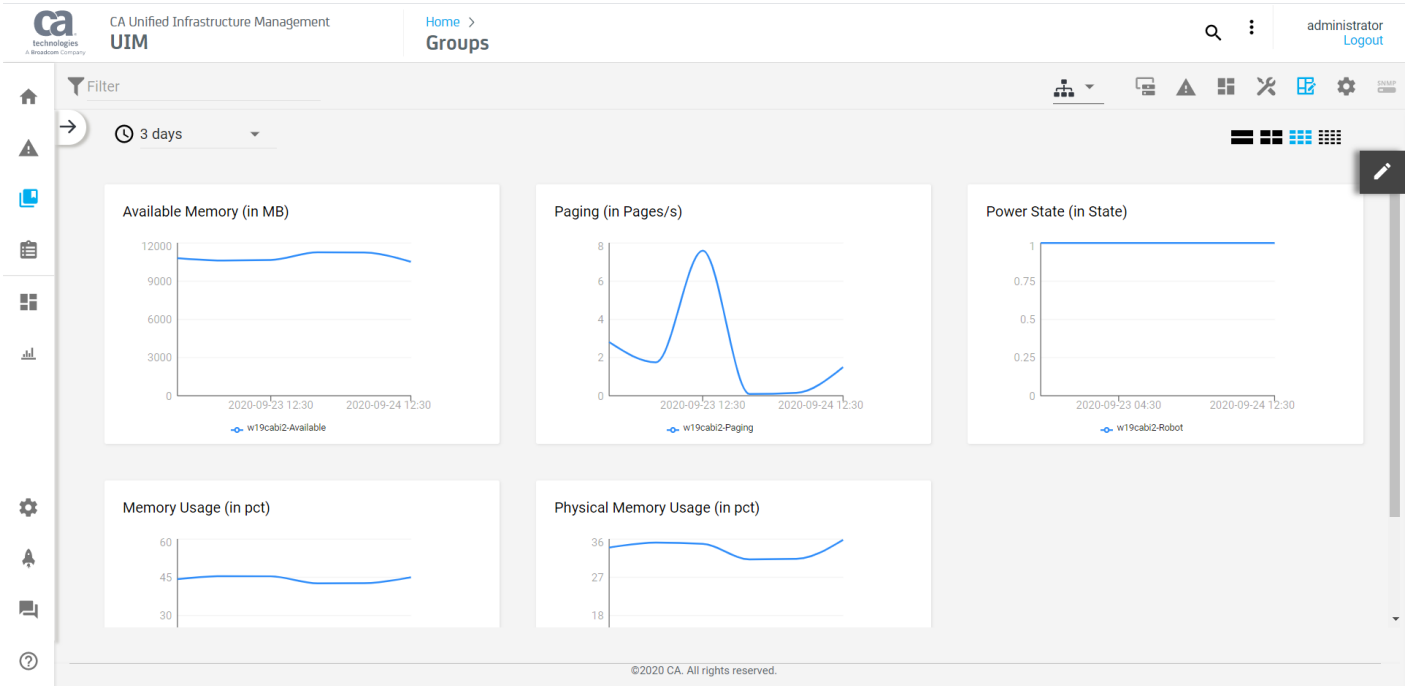 ca
technologies
A Broadcom Company
CA Unified Infrastructure Management
UIM
Home >
Groups
administrator
Logout
Filter
SNMP
3 days
Available Memory (in MB)
12000
9000
6000
3000
0
2020-09-23 12:30 2020-09-24 12:30
w19cabi2-Available
Paging (in Pages/s)
8
6
4
2
0
2020-09-23 12:30 2020-09-24 12:30
w19cabi2-Paging
Power State (in State)
1
0.75
0.5
0.25
0
2020-09-23 04:30 2020-09-24 12:30
w19cabi2-Robot
Memory Usage (in pct)
60
45
30
Physical Memory Usage (in pct)
36
27
18
©2020 CA. All rights reserved.